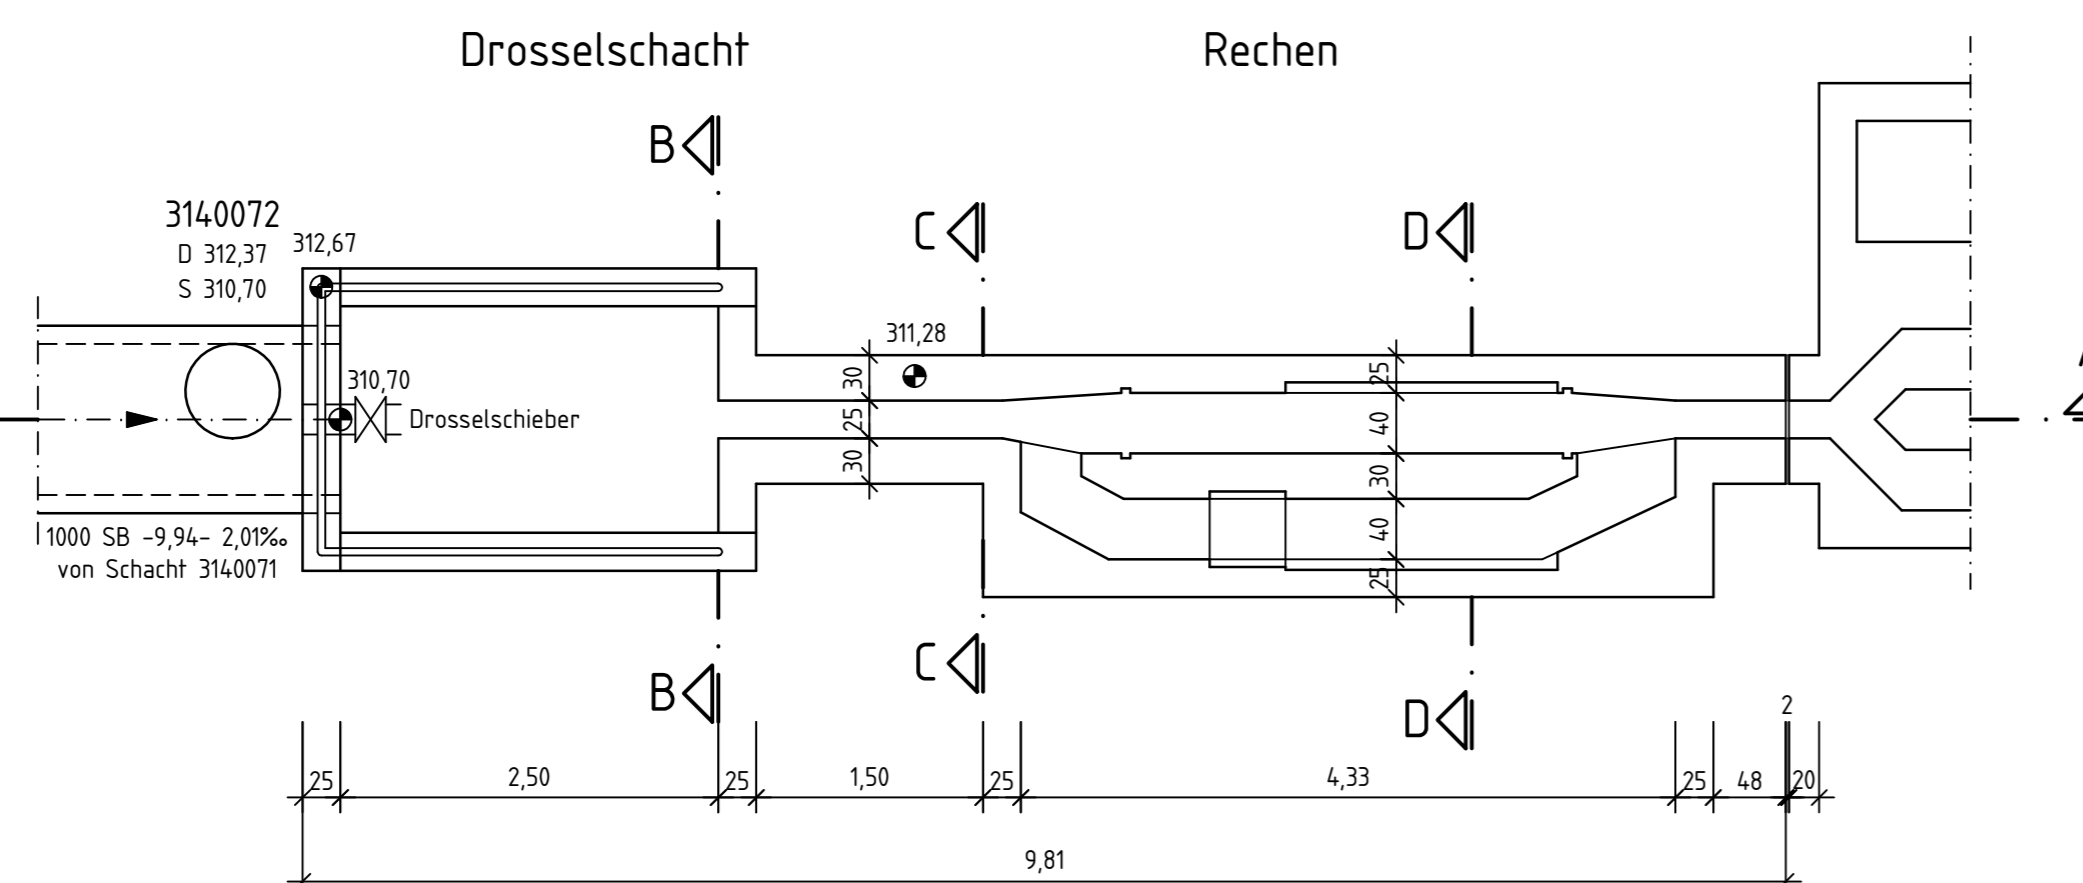 Drosselschacht
Rechen
B
C
D
3140072
D 312,37
S 310,70
312,67
310,70
Drosselschieber
311,28
30
25
30
25
40
30
40
25
1000 SB -9,94- 2,01‰
von Schacht 3140071
B
C
D
25
2,50
25
1,50
25
4,33
25
48
2
20
9,81